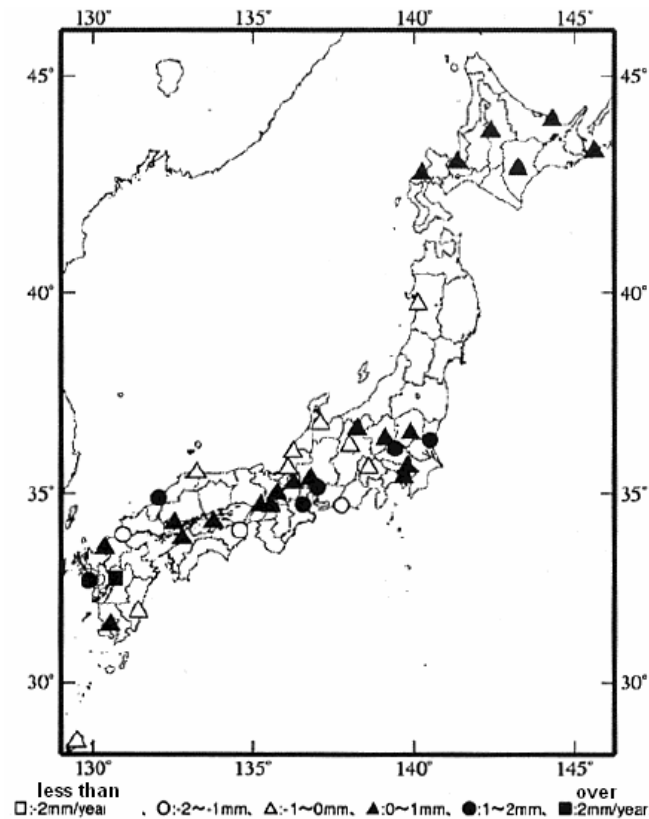 130° 135° 140° 145°
45° 45°
40° 40°
35° 35°
30° 30°
130° 135° 140° 145°
less than over
□:-2mm/year 、○:-2~-1mm、△:-1~0mm、▲:0~1mm、●:1~2mm、■:2mm/year